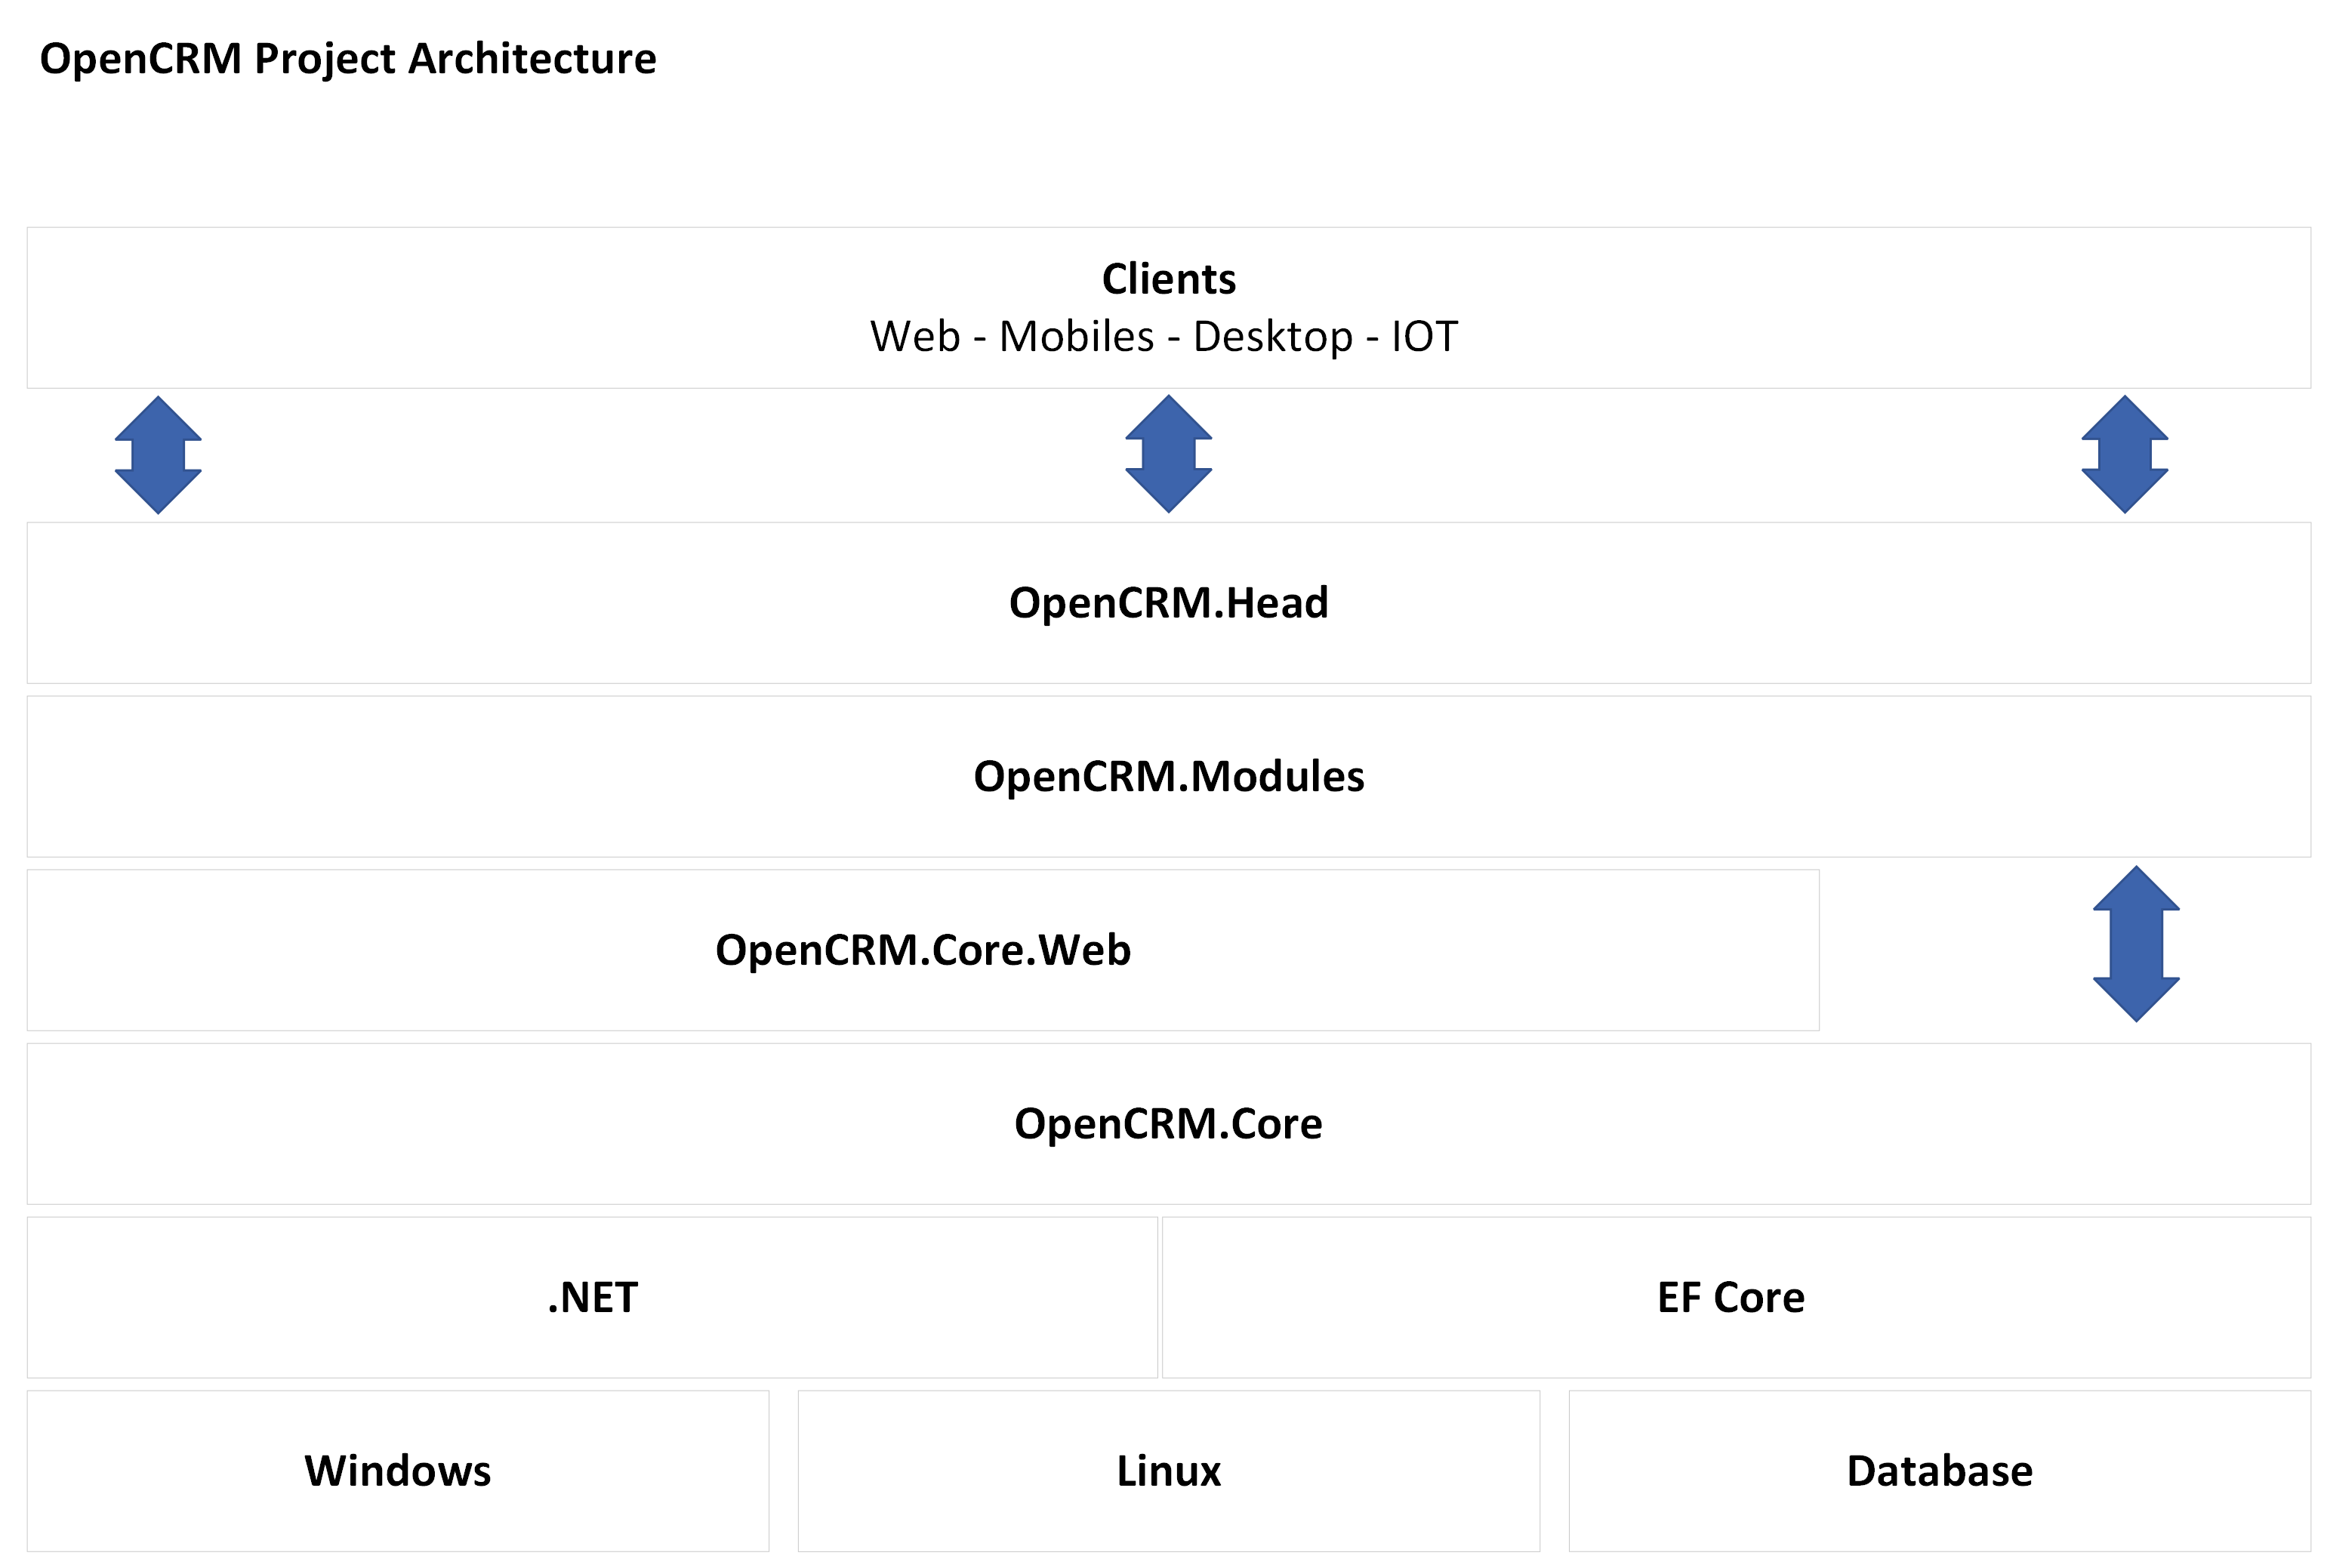 OpenCRM Project Architecture
Clients
Web - Mobiles - Desktop - IOT
OpenCRM.Head
OpenCRM.Modules
OpenCRM.Core.Web
OpenCRM.Core
.NET
EF Core
Windows
Linux
Database